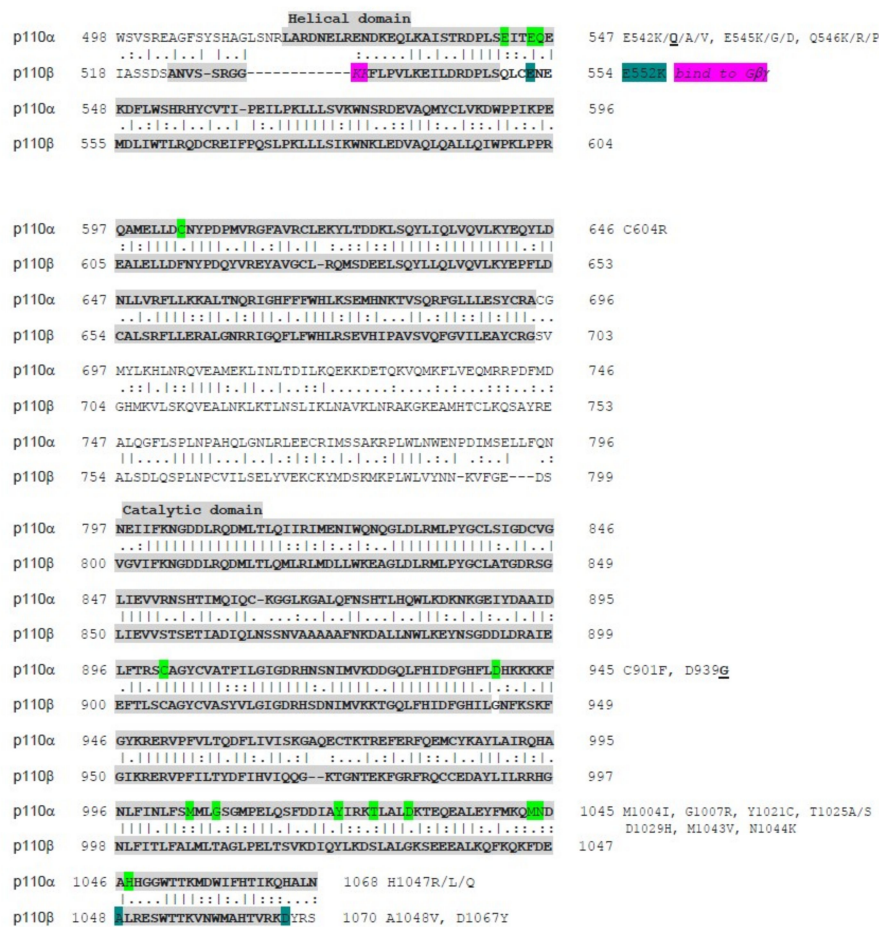 Helical domain
p110α 498 WSVSREAGFSYSHAGLSNRLARDNELRENDKEQLKAISTRDPLSEITEQE 547 E542K/Q/A/V, E545K/G/D, Q546K/R/P
p110β 518 IASSDSANVS-SRGG------------KKFLPVLKEILDRDPLSQLCENE 554 E552K bind to Gβγ
p110α 548 KDFLWSHRHYCVTI-PEILPKLLLSVKWNSRDEVAQMYCLVKDWPPIKPE 596
p110β 555 MDLIWTLRQDCREIFPQSLPKLLLSIKWNKLEDVAQLQALLQIWPKLPPR 604
p110α 597 QAMELLDCNYPDPMVRGFAVRCLEKYLTDDKLSQYLIQLVQVLKYEQYLD 646 C604R
p110β 605 EALELLDFNYPDQYVREYAVGCL-RQMSDEELSQYLLQLVQVLKYEPFLD 653
p110α 647 NLLVRFLLKKALTNQRIGHFFFWHLKSEMHNKTVSQRFGLLLESYCRACG 696
p110β 654 CALSRFLLERALGNRRIGQFLFWHLRSEVHIPAVSVQFGVILEAYCRGSV 703
p110α 697 MYLKHLNRQVEAMEKLINLTDILKQEKKDETQKVQMKFLVEQMRRPDFMD 746
p110β 704 GHMKVLSKQVEALNKLKTLNSLIKLNAVKLNRAKGKEAMHTCLKQSAYRE 753
p110α 747 ALQGFLSPLNPAHQLGNLRLEECRIMSSAKRPLWLNWENPDIMSELLFQN 796
p110β 754 ALSDLQSPLNPCVILSELYVEKCKYMDSKMKPLWLVYNN-KVFGE---DS 799
Catalytic domain
p110α 797 NEIIFKNGDDLRQDMLTLQIIRIMENIWQNQGLDLRMLPYGCLSIGDCVG 846
p110β 800 VGVIFKNGDDLRQDMLTLQMLRLMDLLWKEAGLDLRMLPYGCLATGDRSG 849
p110α 847 LIEVVRNSHTIMQIQC-KGGLKGALQFNSHTLHQWLKDKNKGEIYDAAID 895
p110β 850 LIEVVSTSETIADIQLNSSNVAAAAAFNKDALLNWLKEYNSGDDLDRAIE 899
p110α 896 LFTRSCAGYCVATFILGIGDRHNSNIMVKDDGQLFHIDFGHFLDHKKKKF 945 C901F, D939G
p110β 900 EFTLSCAGYCVASYVLGIGDRHSDNIMVKKTGQLFHIDFGHILGNFKSKF 949
p110α 946 GYKRERVPFVLTQDFLIVISKGAQECTKTREFERFQEMCYKAYLAIRQHA 995
p110β 950 GIKRERVPFILTYDFIHVIQQG--KTGNTEKFGRFRQCCEDAYLILRRHG 997
p110α 996 NLFINLFSMMLGSGMPELQSFDDIAYIRKTLALDKTEQEALEYFMKQMND 1045 M1004I, G1007R, Y1021C, T1025A/S
D1029H, M1043V, N1044K
p110β 998 NLFITLFALMLTAGLPELTSVKDIQYLKDSLALGKSEEEALKQFKQKFDE 1047
p110α 1046 AHHGGWTTKMDWIFHTIKQHALN 1068 H1047R/L/Q
p110β 1048 ALRESWTTKVNWMAHTVRKDYRS 1070 A1048V, D1067Y